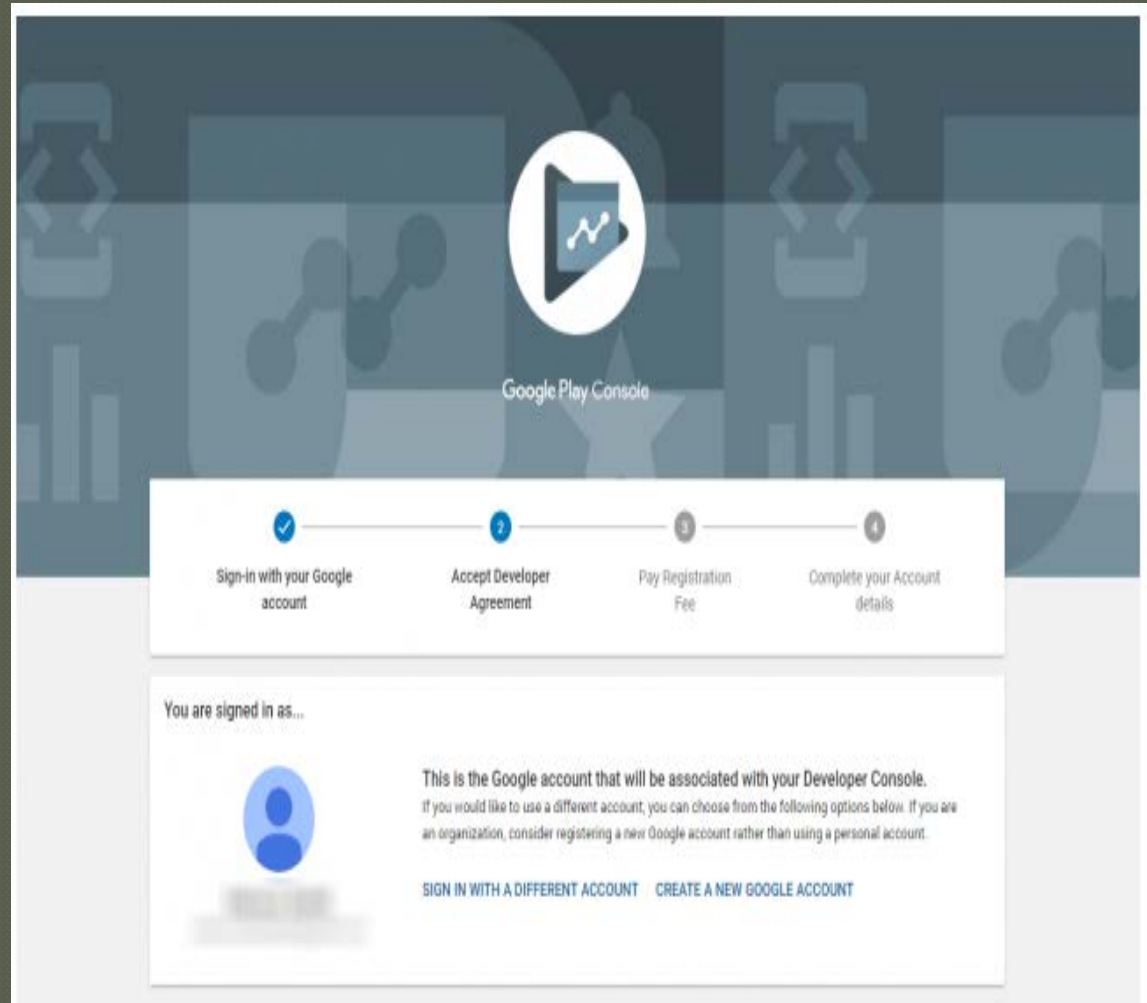 Google Play Console
2
3
4
Sign-in with your Google
account
Accept Developer
Agreement
Pay Registration
Fee
Complete your Account
details
You are signed in as...
This is the Google account that will be associated with your Developer Console.
If you would like to use a different account, you can choose from the following options below. If you are
an organization, consider registering a new Google account rather than using a personal account.
SIGN IN WITH A DIFFERENT ACCOUNT CREATE A NEW GOOGLE ACCOUNT